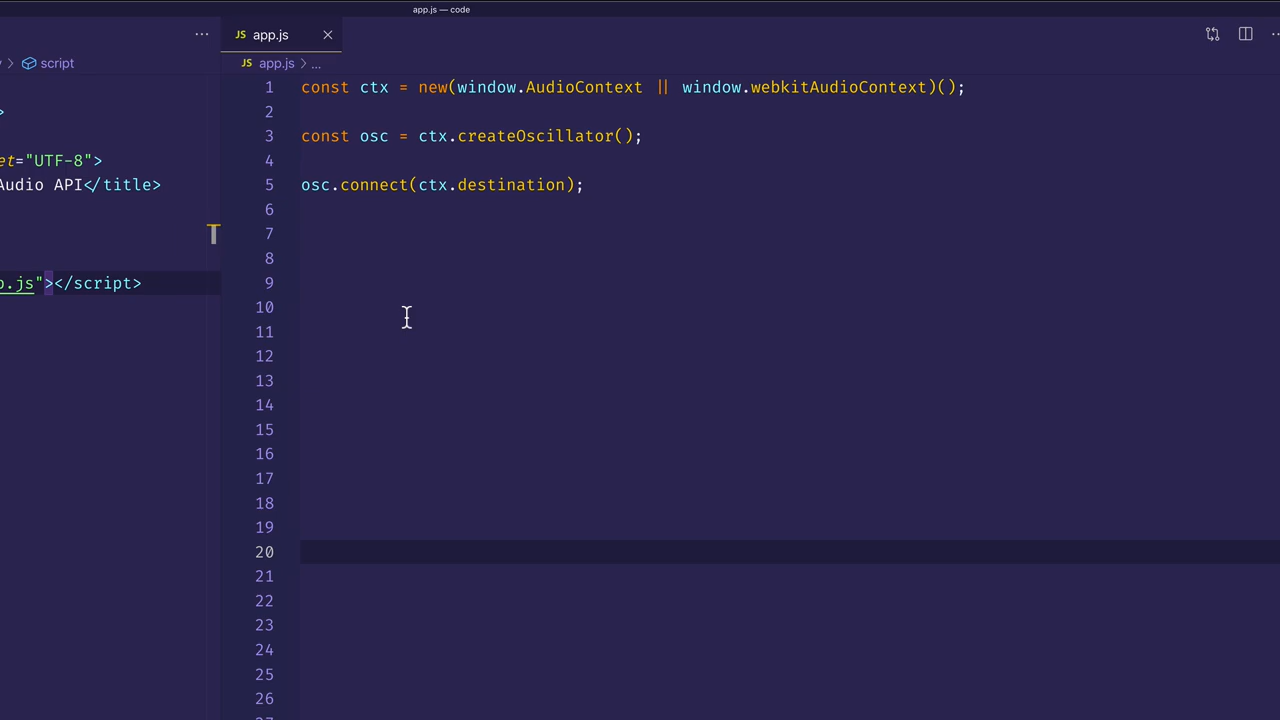 app.js — code
JS app.js
script
JS app.js > ...
et="UTF-8">
Audio API</title>
p.js"></script>
1 const ctx = new(window.AudioContext || window.webkitAudioContext)();
2
3 const osc = ctx.createOscillator();
4
5 osc.connect(ctx.destination);
6
7
8
9
10
11
12
13
14
15
16
17
18
19
20
21
22
23
24
25
26